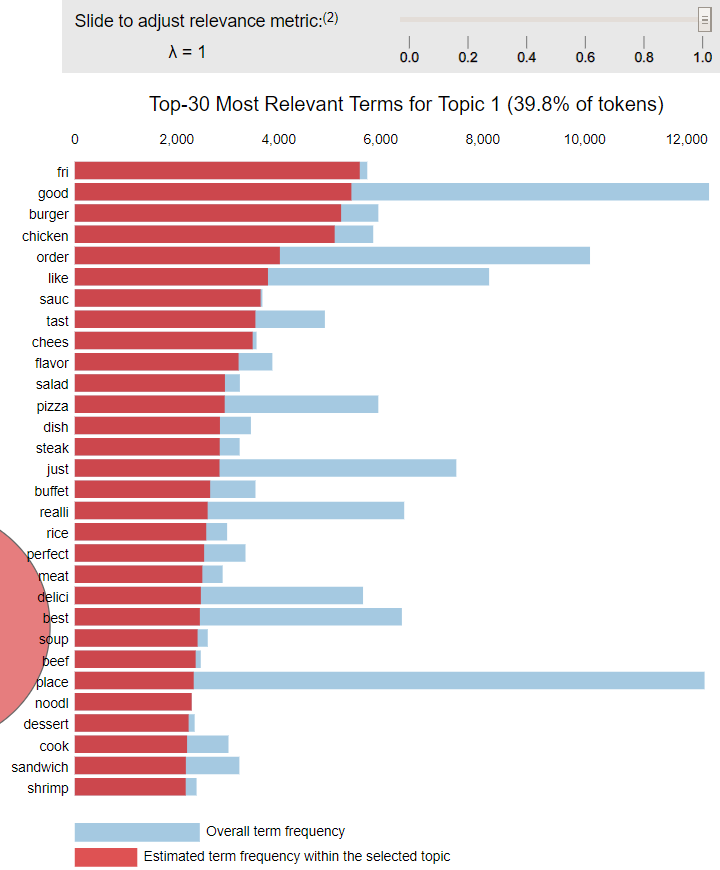 Slide to adjust relevance metric:(2)
λ = 1
0.0 0.2 0.4 0.6 0.8 1.0
Top-30 Most Relevant Terms for Topic 1 (39.8% of tokens)
0 2,000 4,000 6,000 8,000 10,000 12,000
fri
good
burger
chicken
order
like
sauc
tast
chees
flavor
salad
pizza
dish
steak
just
buffet
realli
rice
perfect
meat
delici
best
soup
beef
place
noodl
dessert
cook
sandwich
shrimp
Overall term frequency
Estimated term frequency within the selected topic